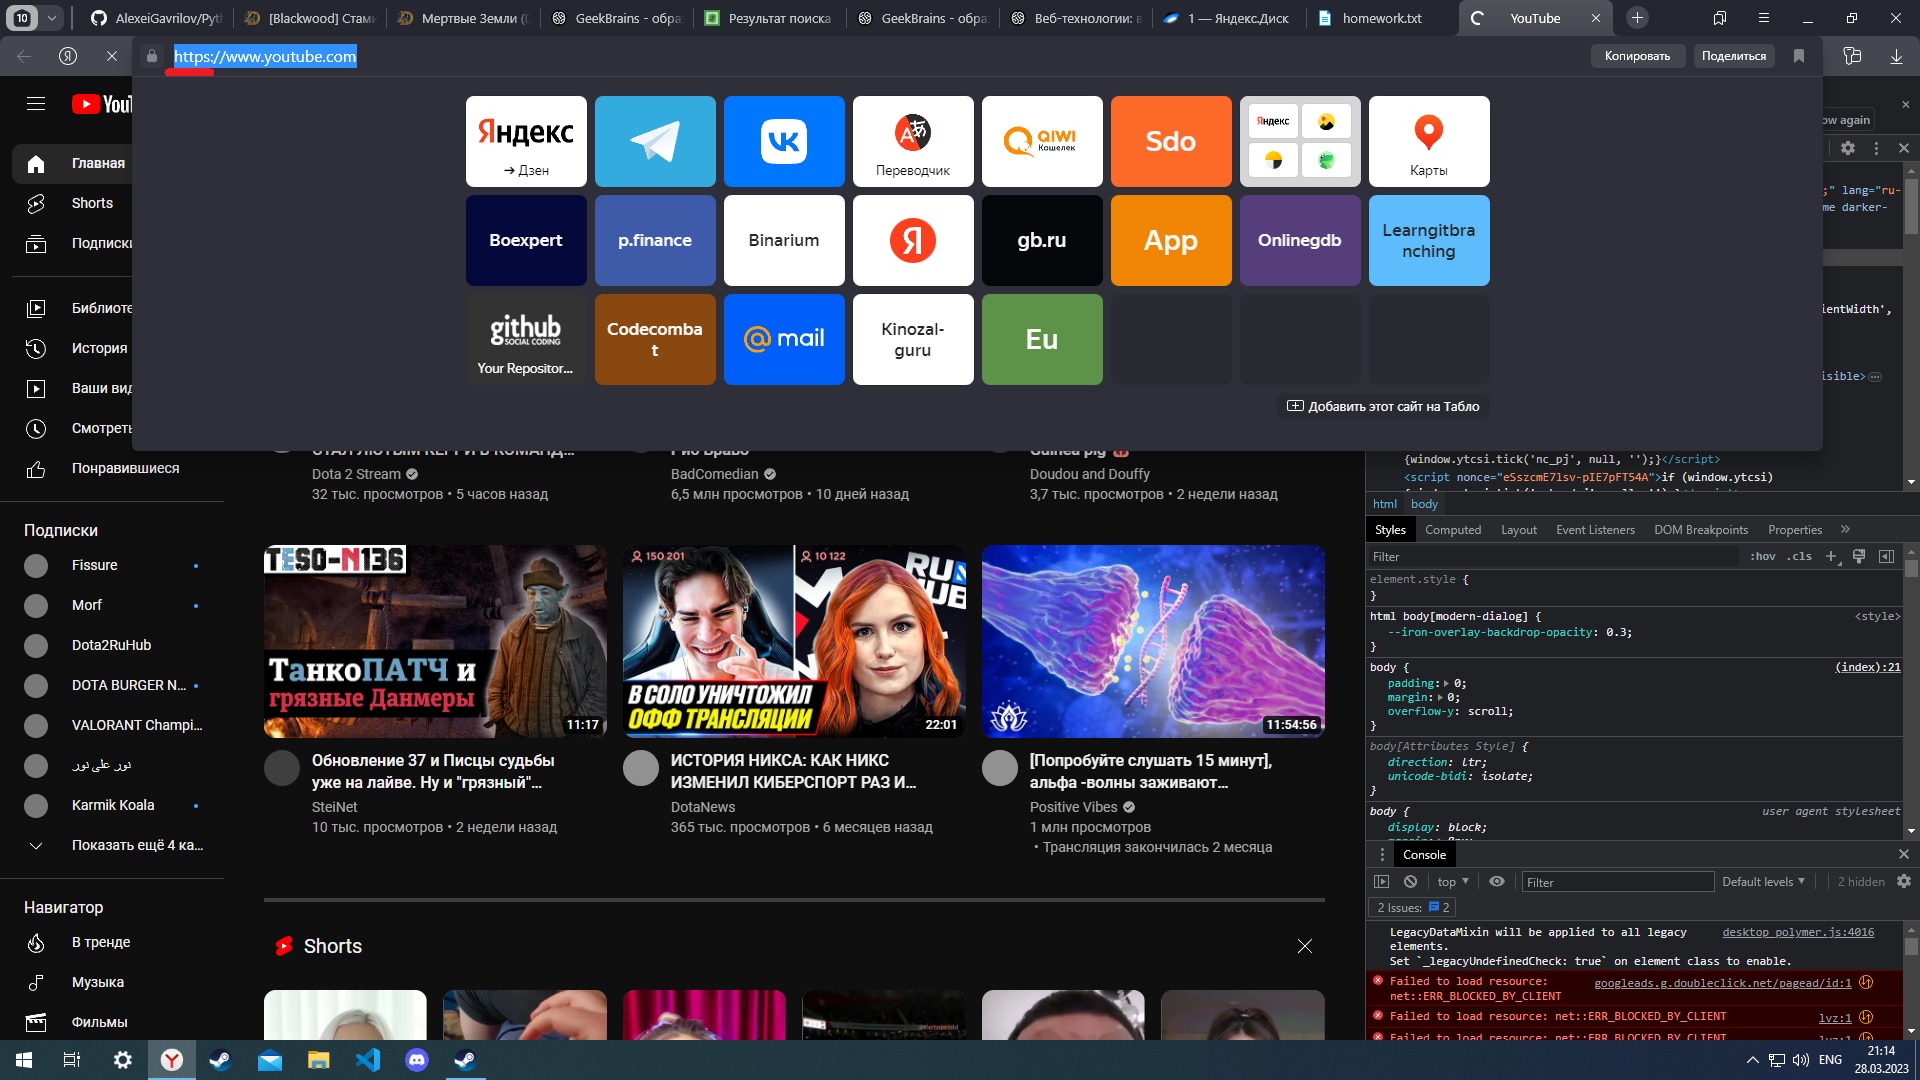 10
AlexeiGavrilov/Pyth
[Blackwood] Стами
Мертвые Земли (D
GeekBrains - образ
Результат поиска
GeekBrains - образ
Веб-технологии: в
1 — Яндекс.Диск
homework.txt
YouTube
https://www.youtube.com
Копировать
Поделиться
Яндекс
→ Дзен
Переводчик
QIWI
Кошелек
Sdo
Яндекс
Карты
Boexpert
p.finance
Binarium
Я
gb.ru
App
Onlinegdb
Learngitbra
nching
github
SOCIAL CODING
Your Repositor...
Codecomba
t
@mail
Kinozal-
guru
Eu
Добавить этот сайт на Табло
YouT
Главная
Shorts
Подписки
Библиоте
История
Ваши вид
Смотреть
Понравившиеся
Подписки
Fissure
Morf
Dota2RuHub
DOTA BURGER N...
VALORANT Champi...
نور على نور
Karmik Koala
Показать ещё 4 ка...
Навигатор
В тренде
Музыка
Фильмы
Dota 2 Stream
32 тыс. просмотров • 5 часов назад
BadComedian
6,5 млн просмотров • 10 дней назад
Guinea pig
Doudou and Douffy
3,7 тыс. просмотров • 2 недели назад
TESO-N136
ТанкоПАТЧ и
грязные Данмеры
11:17
Обновление 37 и Писцы судьбы
уже на лайве. Ну и "грязный"...
SteiNet
10 тыс. просмотров • 2 недели назад
150 201
10 122
RU
HUB
В СОЛО УНИЧТОЖИЛ
ОФФ ТРАНСЛЯЦИИ
22:01
ИСТОРИЯ НИКСА: КАК НИКС
ИЗМЕНИЛ КИБЕРСПОРТ РАЗ И...
DotaNews
365 тыс. просмотров • 6 месяцев назад
11:54:56
[Попробуйте слушать 15 минут],
альфа -волны заживают...
Positive Vibes
1 млн просмотров
• Трансляция закончилась 2 месяца
Shorts
ow again
;" lang="ru-
me darker-
ientWidth',
isible>
{window.ytcsi.tick('nc_pj', null, '');}</script>
<script nonce="eSszcmE7lsv-pIE7pFT54A">if (window.ytcsi)
html body
Styles Computed Layout Event Listeners DOM Breakpoints Properties »
Filter
:hov .cls +
element.style {
}
html body[modern-dialog] { <style>
--iron-overlay-backdrop-opacity: 0.3;
}
body { (index):21
padding: 0;
margin: 0;
overflow-y: scroll;
}
body[Attributes Style] {
direction: ltr;
unicode-bidi: isolate;
}
body { user agent stylesheet
display: block;
Console
top
Filter
Default levels
2 hidden
2 Issues: 2
LegacyDataMixin will be applied to all legacy desktop_polymer.js:4016
elements.
Set `_legacyUndefinedCheck: true` on element class to enable.
Failed to load resource: googleads.g.doubleclick.net/pagead/id:1
net::ERR_BLOCKED_BY_CLIENT
Failed to load resource: net::ERR_BLOCKED_BY_CLIENT lvz:1
Failed to load resource: net::ERR_BLOCKED_BY_CLIENT lvz:1
ENG
21:14
28.03.2023